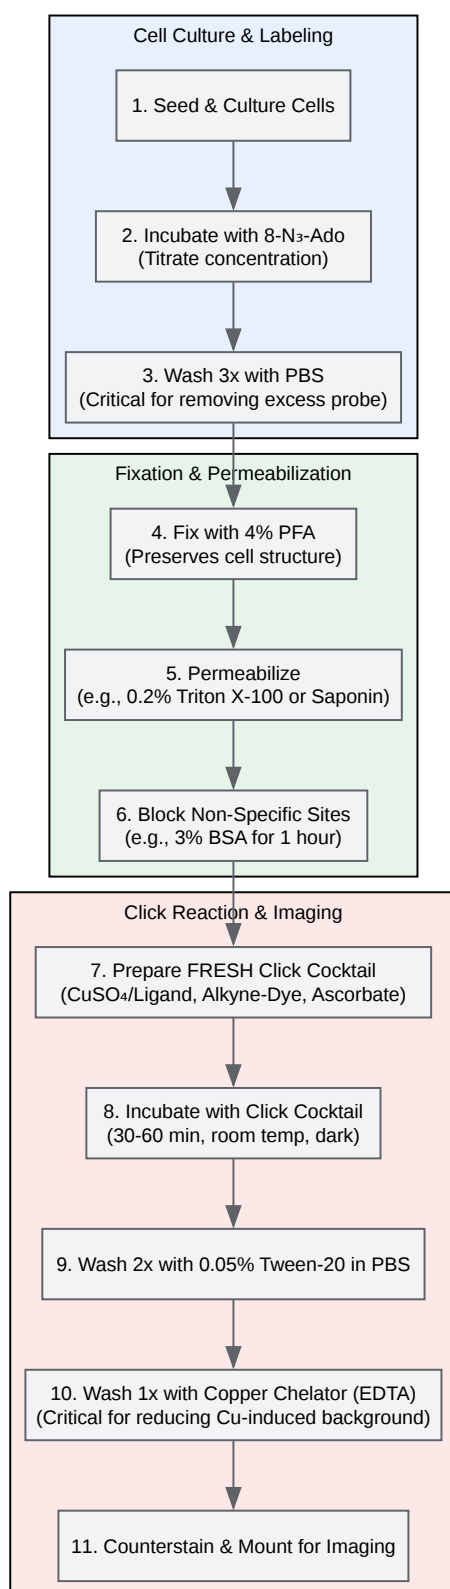 Cell Culture & Labeling
1. Seed & Culture Cells
2. Incubate with 8-N₃-Ado
(Titrate concentration)
3. Wash 3x with PBS
(Critical for removing excess probe)
Fixation & Permeabilization
4. Fix with 4% PFA
(Preserves cell structure)
5. Permeabilize
(e.g., 0.2% Triton X-100 or Saponin)
6. Block Non-Specific Sites
(e.g., 3% BSA for 1 hour)
Click Reaction & Imaging
7. Prepare FRESH Click Cocktail
(CuSO₄/Ligand, Alkyne-Dye, Ascorbate)
8. Incubate with Click Cocktail
(30-60 min, room temp, dark)
9. Wash 2x with 0.05% Tween-20 in PBS
10. Wash 1x with Copper Chelator (EDTA)
(Critical for reducing Cu-induced background)
11. Counterstain & Mount for Imaging